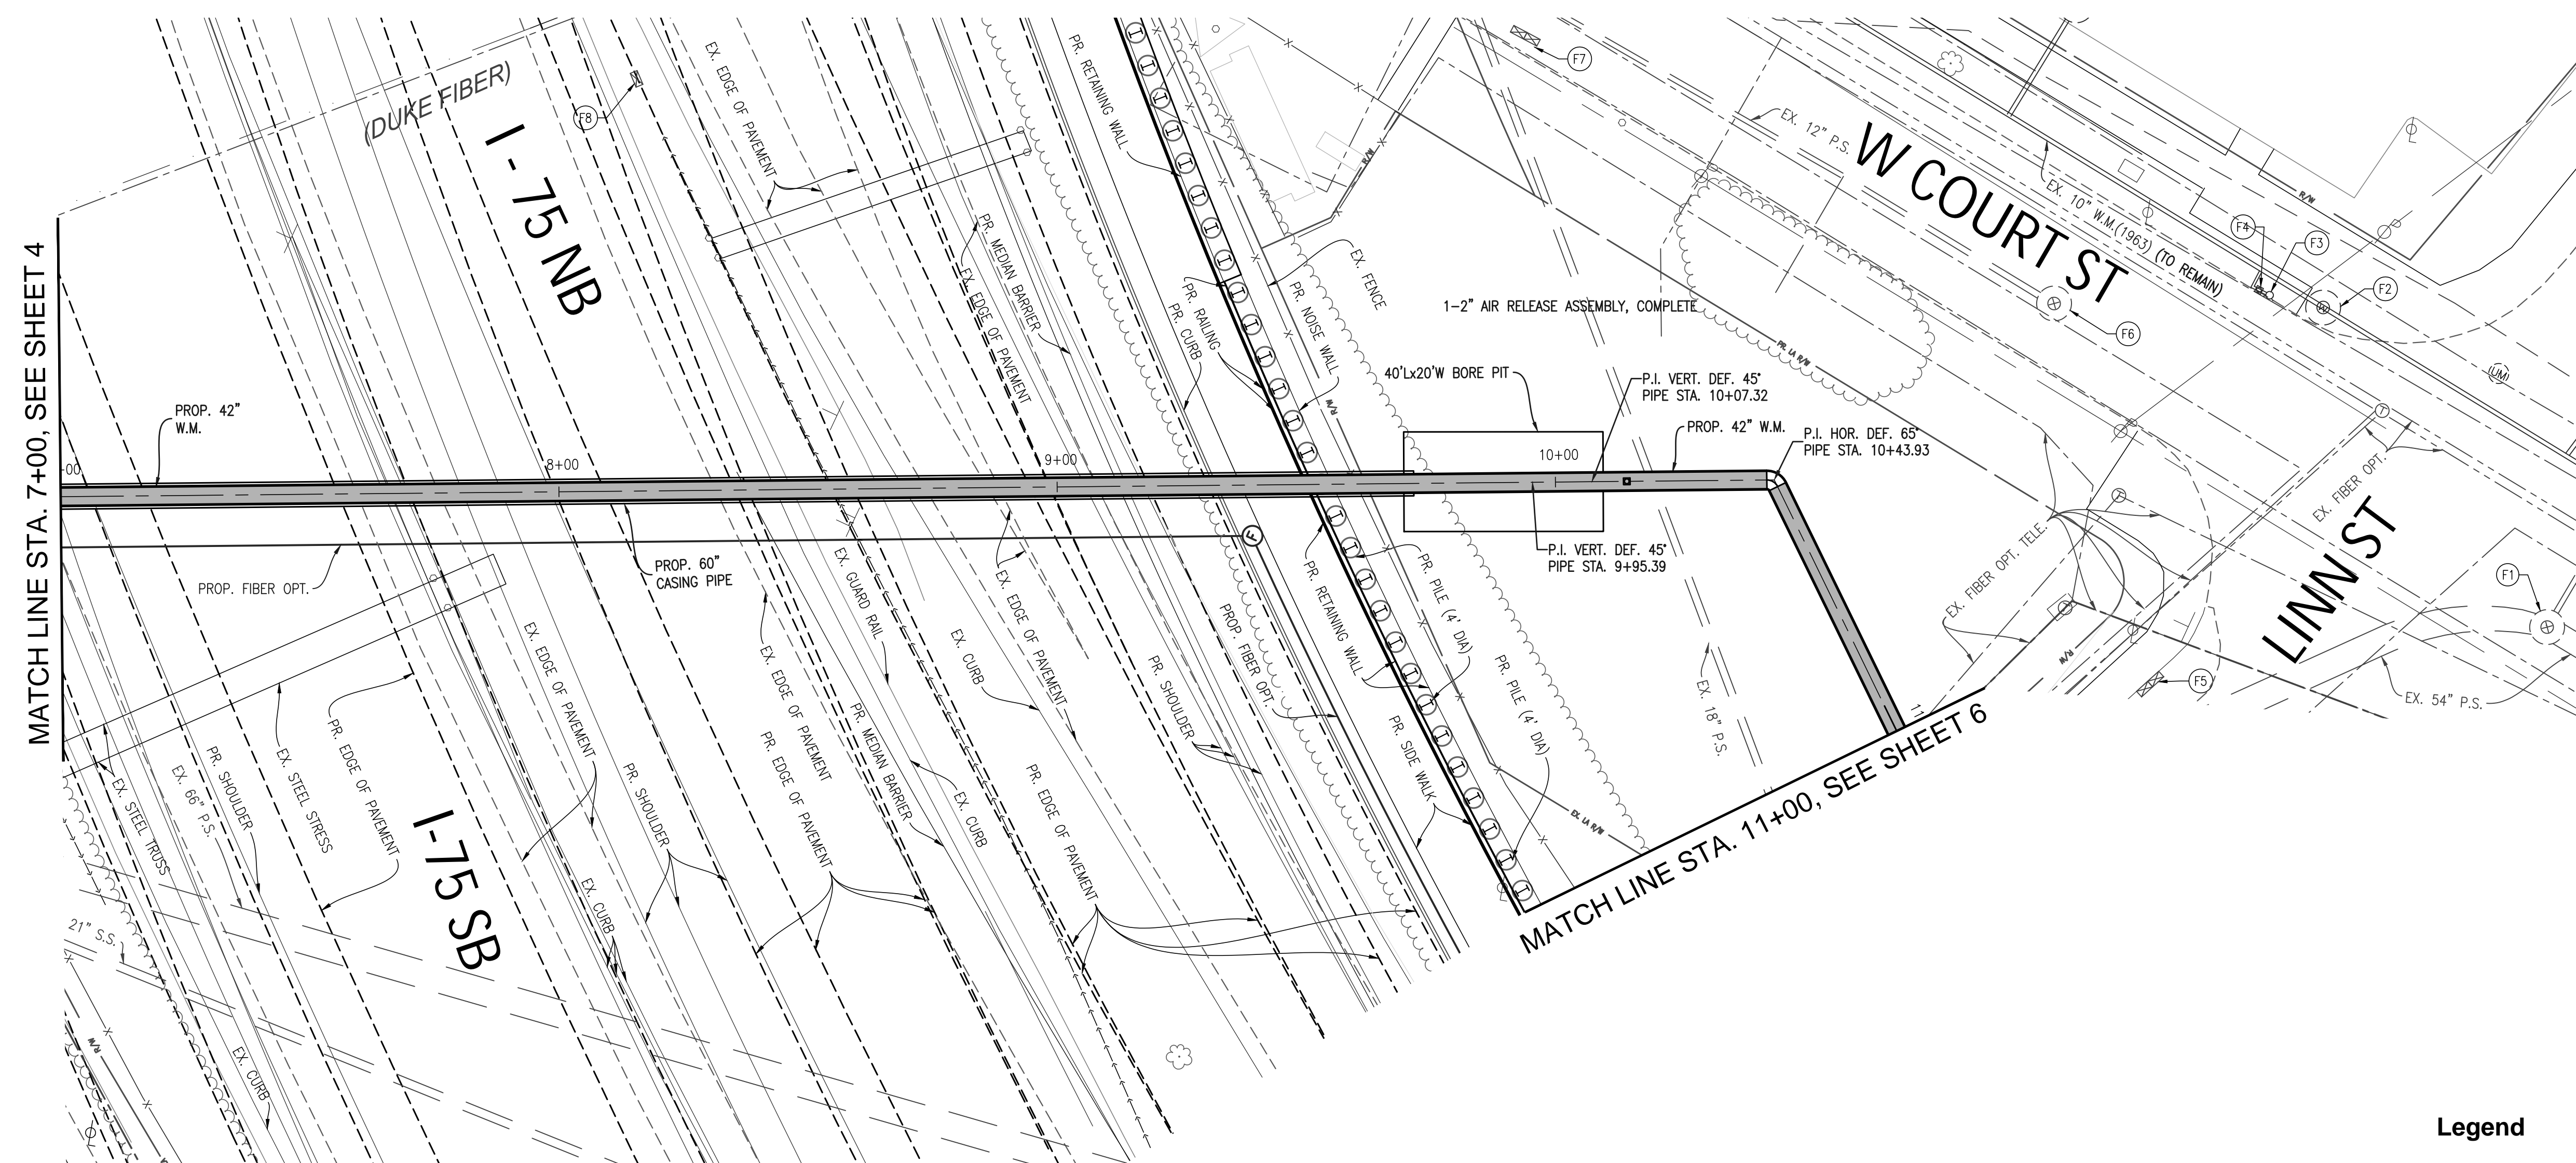 (DUKE FIBER)
I - 75 NB
F8
EX. EDGE OF PAVEMENT
PR. RETAINING WALL
PR. MEDIAN BARRIER
EX. EDGE OF PAVEMENT
PR. RAILING
PR. CURB
PR. NOISE WALL
EX. FENCE
R/W
R/W
F7
EX. 12" P.S.
W COURT ST
EX. 10" W.M.(1963) (TO REMAIN)
R/W
F4
F3
F2
F6
UM
1-2" AIR RELEASE ASSEMBLY, COMPLETE
PR. LA R/W
40'Lx20'W BORE PIT
P.I. VERT. DEF. 45°
PIPE STA. 10+07.32
PROP. 42" W.M.
P.I. HOR. DEF. 65°
PIPE STA. 10+43.93
MATCH LINE STA. 7+00, SEE SHEET 4
PROP. 42"
W.M.
-00
8+00
9+00
10+00
F
PROP. FIBER OPT.
PROP. 60"
CASING PIPE
P.I. VERT. DEF. 45°
PIPE STA. 9+95.39
EX. FIBER OPT.
T
T
EX. FIBER OPT. TELE.
LINN ST
F1
F5
R/W
EX. 54" P.S.
EX. STEEL TRUSS
EX. 66" P.S.
PR. SHOULDER
EX. STEEL STRESS
PR. EDGE OF PAVEMENT
I-75 SB
EX. EDGE OF PAVEMENT
PR. SHOULDER
EX. CURB
EX. EDGE OF PAVEMENT
PR. EDGE OF PAVEMENT
EX. GUARD RAIL
PR. MEDIAN BARRIER
EX. CURB
EX. CURB
EX. EDGE OF PAVEMENT
PR. EDGE OF PAVEMENT
PR. SHOULDER
PROP. FIBER OPT.
PR. RETAINING WALL
PR. PILE (4' DIA)
PR. SIDE WALK
PR. PILE (4' DIA)
EX. LA R/W
EX. 18" P.S.
MATCH LINE STA. 11+00, SEE SHEET 6
21" S.S.
R/W
EX. CURB
Legend